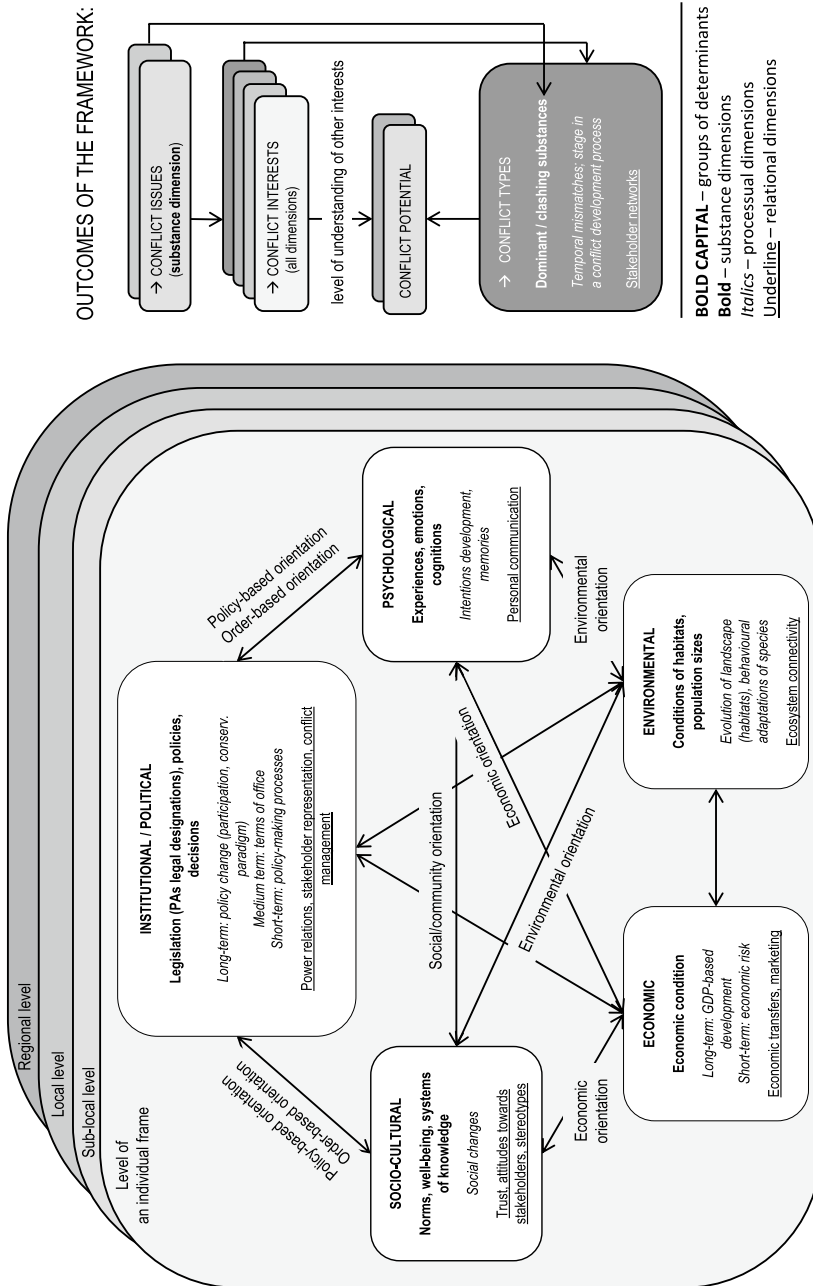 Regional level
Local level
Sub-local level
Level of
an individual frame
INSTITUTIONAL / POLITICAL
Legislation (PAs legal designations), policies,
decisions
Long-term: policy change (participation, conserv.
paradigm)
Medium term: terms of office
Short-term: policy-making processes
Power relations, stakeholder representation, conflict
management
Policy-based orientation
Order-based orientation
Policy-based orientation
Order-based orientation
SOCIO-CULTURAL
Norms, well-being, systems
of knowledge
Social changes
Trust, attitudes towards
stakeholders, stereotypes
Social/community orientation
PSYCHOLOGICAL
Experiences, emotions,
cognitions
Intentions development,
memories
Personal communication
Economic orientation
Environmental orientation
Economic
orientation
Environmental
orientation
ECONOMIC
Economic condition
Long-term: GDP-based
development
Short-term: economic risk
Economic transfers, marketing
ENVIRONMENTAL
Conditions of habitats,
population sizes
Evolution of landscape
(habitats), behavioural
adaptations of species
Ecosystem connectivity
OUTCOMES OF THE FRAMEWORK:
→ CONFLICT ISSUES
(substance dimension)
→ CONFLICT INTERESTS
(all dimensions)
level of understanding of other interests
CONFLICT POTENTIAL
→ CONFLICT TYPES
Dominant / clashing substances
Temporal mismatches; stage in
a conflict development process
Stakeholder networks
BOLD CAPITAL – groups of determinants
Bold – substance dimensions
Italics – processual dimensions
Underline – relational dimensions